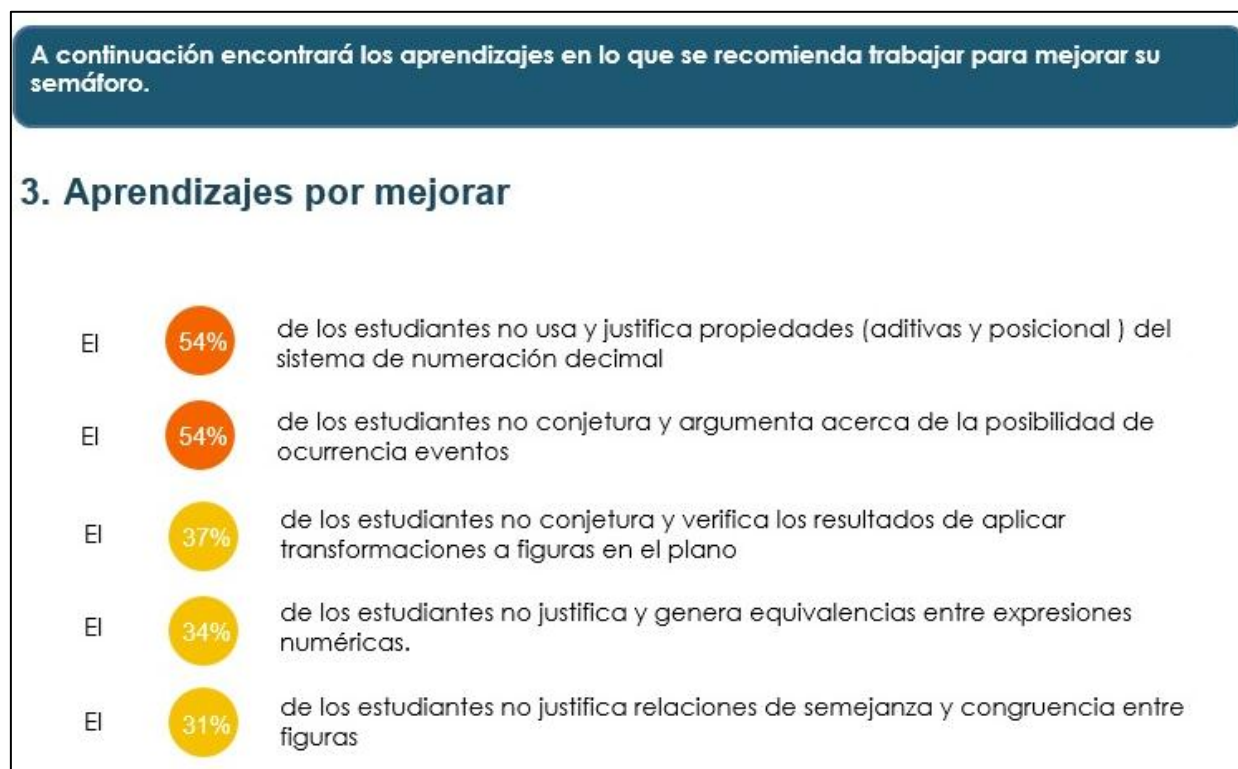 A continuación encontrará los aprendizajes en lo que se recomienda trabajar para mejorar su
semáforo.
3. Aprendizajes por mejorar
El 54% de los estudiantes no usa y justifica propiedades (aditivas y posicional ) del
sistema de numeración decimal
El 54% de los estudiantes no conjetura y argumenta acerca de la posibilidad de
ocurrencia eventos
El 37% de los estudiantes no conjetura y verifica los resultados de aplicar
transformaciones a figuras en el plano
El 34% de los estudiantes no justifica y genera equivalencias entre expresiones
numéricas.
El 31% de los estudiantes no justifica relaciones de semejanza y congruencia entre
figuras